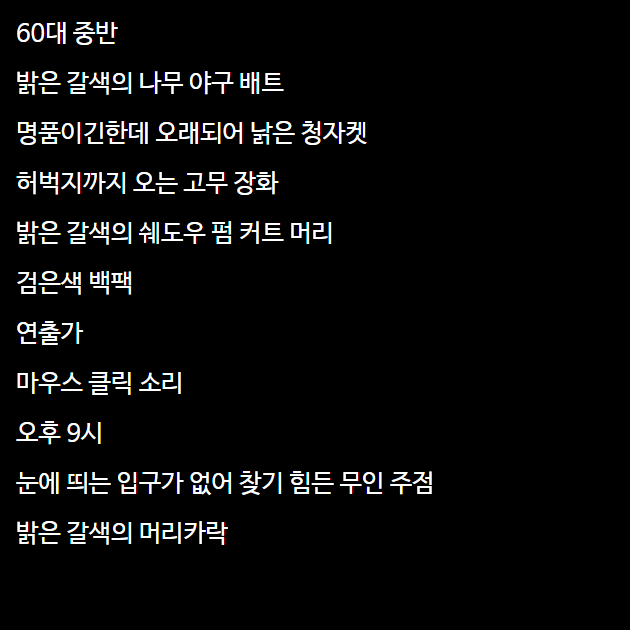 60대 중반
밝은 갈색의 나무 야구 배트
명품이긴한데 오래되어 낡은 청자켓
허벅지까지 오는 고무 장화
밝은 갈색의 쉐도우 펌 커트 머리
검은색 백팩
연출가
마우스 클릭 소리
오후 9시
눈에 띄는 입구가 없어 찾기 힘든 무인 주점
밝은 갈색의 머리카락